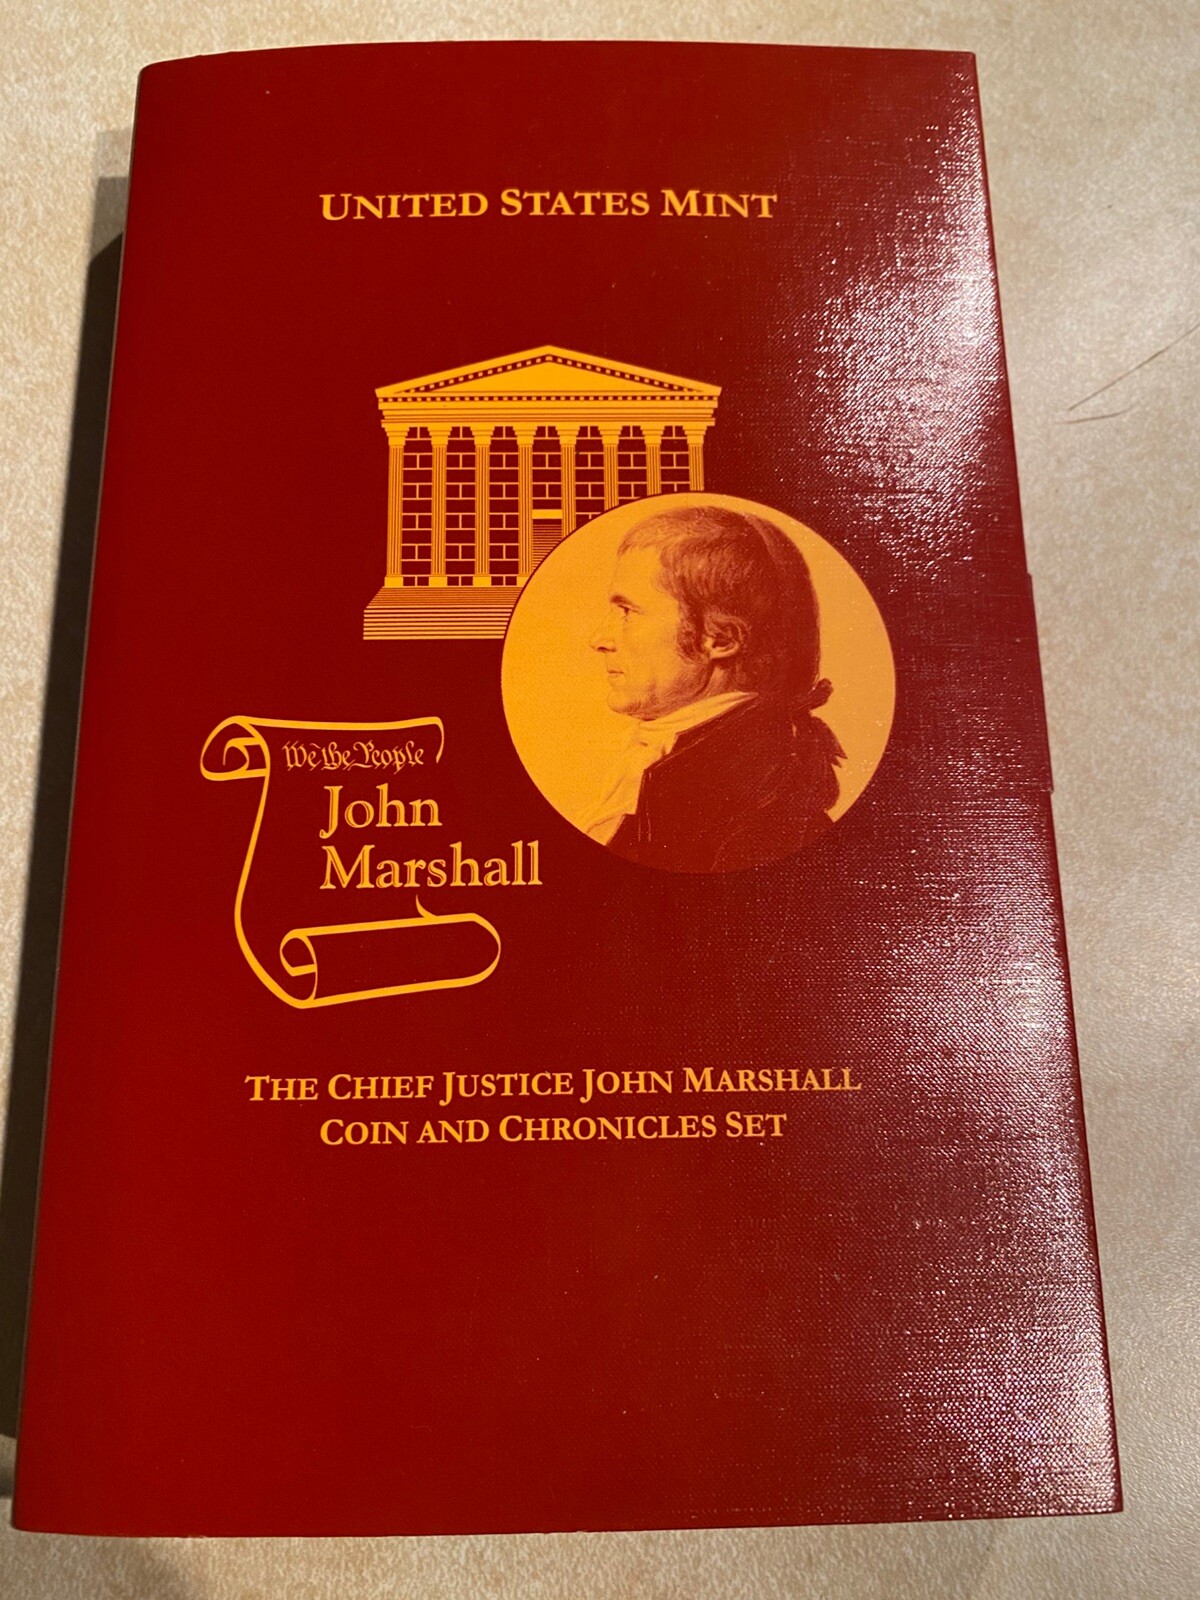 UNITED STATES MINT
We the People
John
Marshall
THE CHIEF JUSTICE JOHN MARSHALL
COIN AND CHRONICLES SET